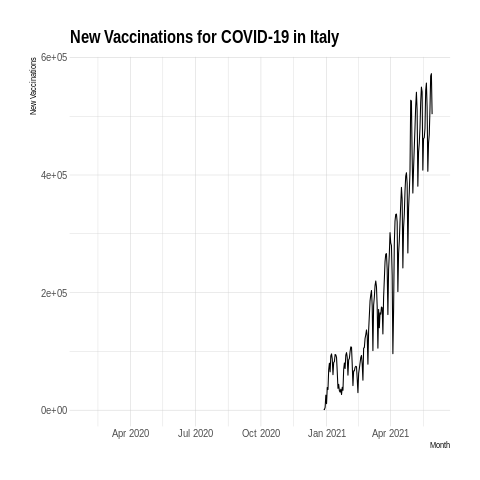 New Vaccinations for COVID-19 in Italy
New Vaccinations
6e+05
4e+05
2e+05
0e+00
Apr 2020 Jul 2020 Oct 2020 Jan 2021 Apr 2021
Month